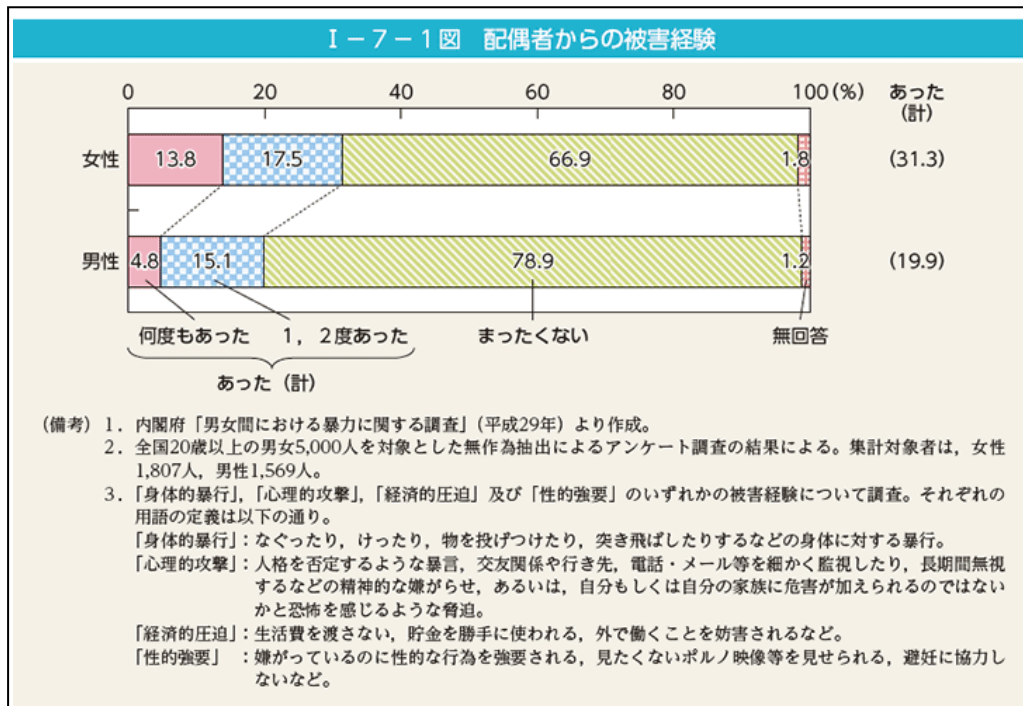 Ⅰ－７－１図　配偶者からの被害経験
0 20 40 60 80 100(%) あった
(計)
女性 13.8 17.5 66.9 1.8 (31.3)
男性 4.8 15.1 78.9 1.2 (19.9)
何度もあった １，２度あった まったくない 無回答
あった（計）
（備考）１．内閣府「男女間における暴力に関する調査」（平成29年）より作成。
２．全国20歳以上の男女5,000人を対象とした無作為抽出によるアンケート調査の結果による。集計対象者は，女性
1,807人，男性1,569人。
３．「身体的暴行」，「心理的攻撃」，「経済的圧迫」及び「性的強要」のいずれかの被害経験について調査。それぞれの
用語の定義は以下の通り。
「身体的暴行」：なぐったり，けったり，物を投げつけたり，突き飛ばしたりするなどの身体に対する暴行。
「心理的攻撃」：人格を否定するような暴言，交友関係や行き先，電話・メール等を細かく監視したり，長期間無視
するなどの精神的な嫌がらせ，あるいは，自分もしくは自分の家族に危害が加えられるのではない
かと恐怖を感じるような脅迫。
「経済的圧迫」：生活費を渡さない，貯金を勝手に使われる，外で働くことを妨害されるなど。
「性的強要」　：嫌がっているのに性的な行為を強要される，見たくないポルノ映像等を見せられる，避妊に協力し
ないなど。